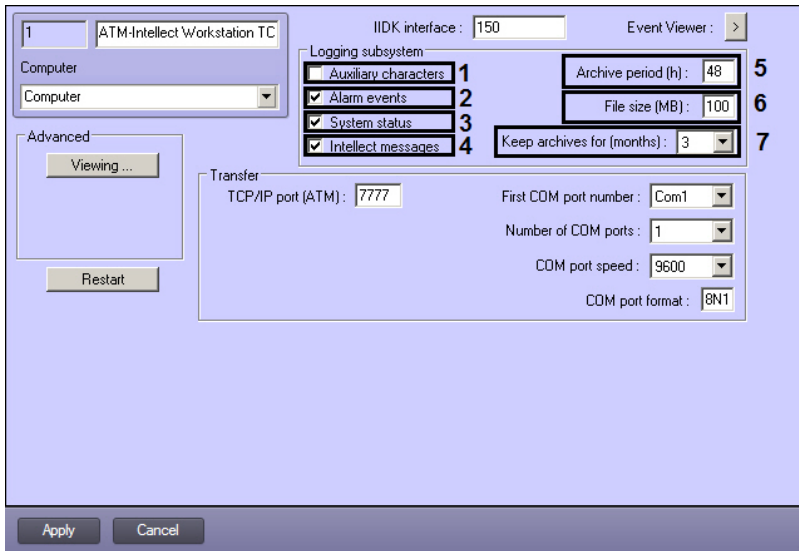 1 ATM-Intellect Workstation TC IIDK interface : 150 Event Viewer : >
Logging subsystem
Computer Auxiliary characters 1 Archive period (h) : 48 5
Computer Alarm events 2 File size (MB) : 100 6
System status 3
Advanced Intellect messages 4 Keep archives for (months) : 3 7
Viewing ...
Transfer
TCP/IP port (ATM) : 7777 First COM port number : Com1
Number of COM ports : 1
COM port speed : 9600
Restart
COM port format : 8N1
Apply Cancel